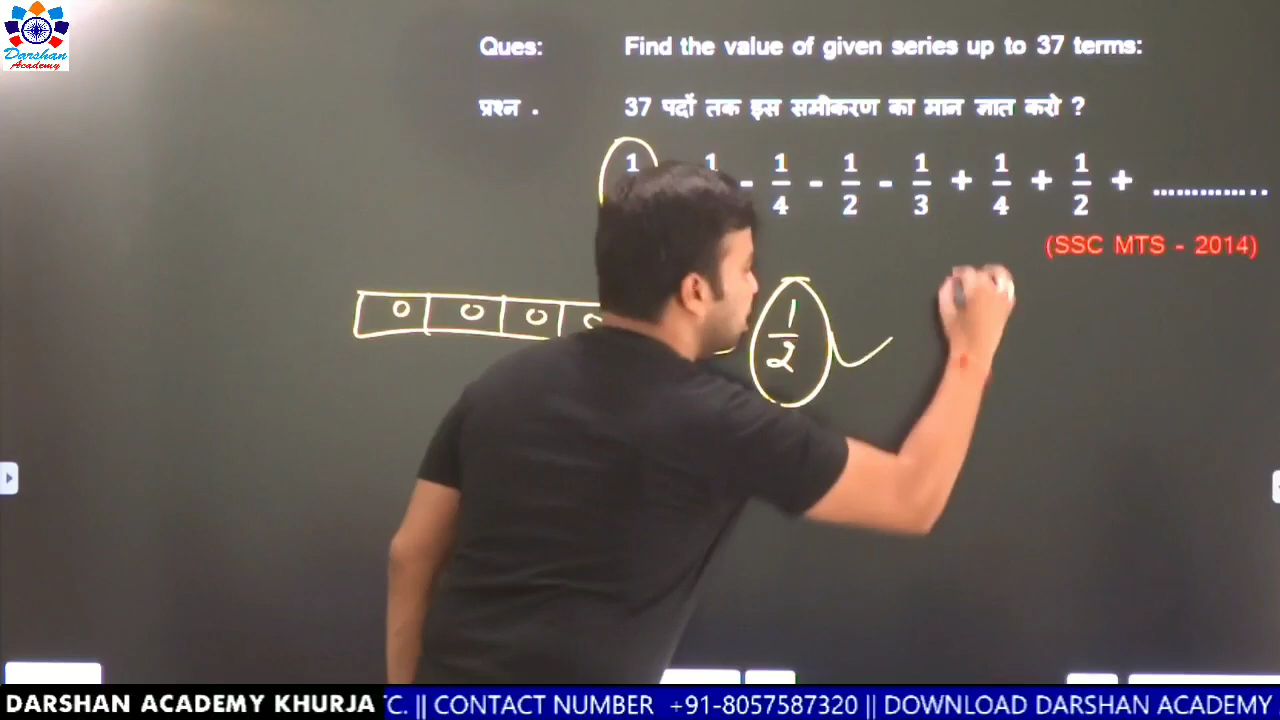 Darshan
Academy
Ques: Find the value of given series up to 37 terms:
प्रश्न . 37 पदों तक इस समीकरण का मान ज्ञात करो ?
1 1 - 1/4 - 1/2 - 1/3 + 1/4 + 1/2 + ..............
(SSC MTS - 2014)
0 0 0 0 1/2
DARSHAN ACADEMY KHURJA C. || CONTACT NUMBER +91-8057587320 || DOWNLOAD DARSHAN ACADEMY